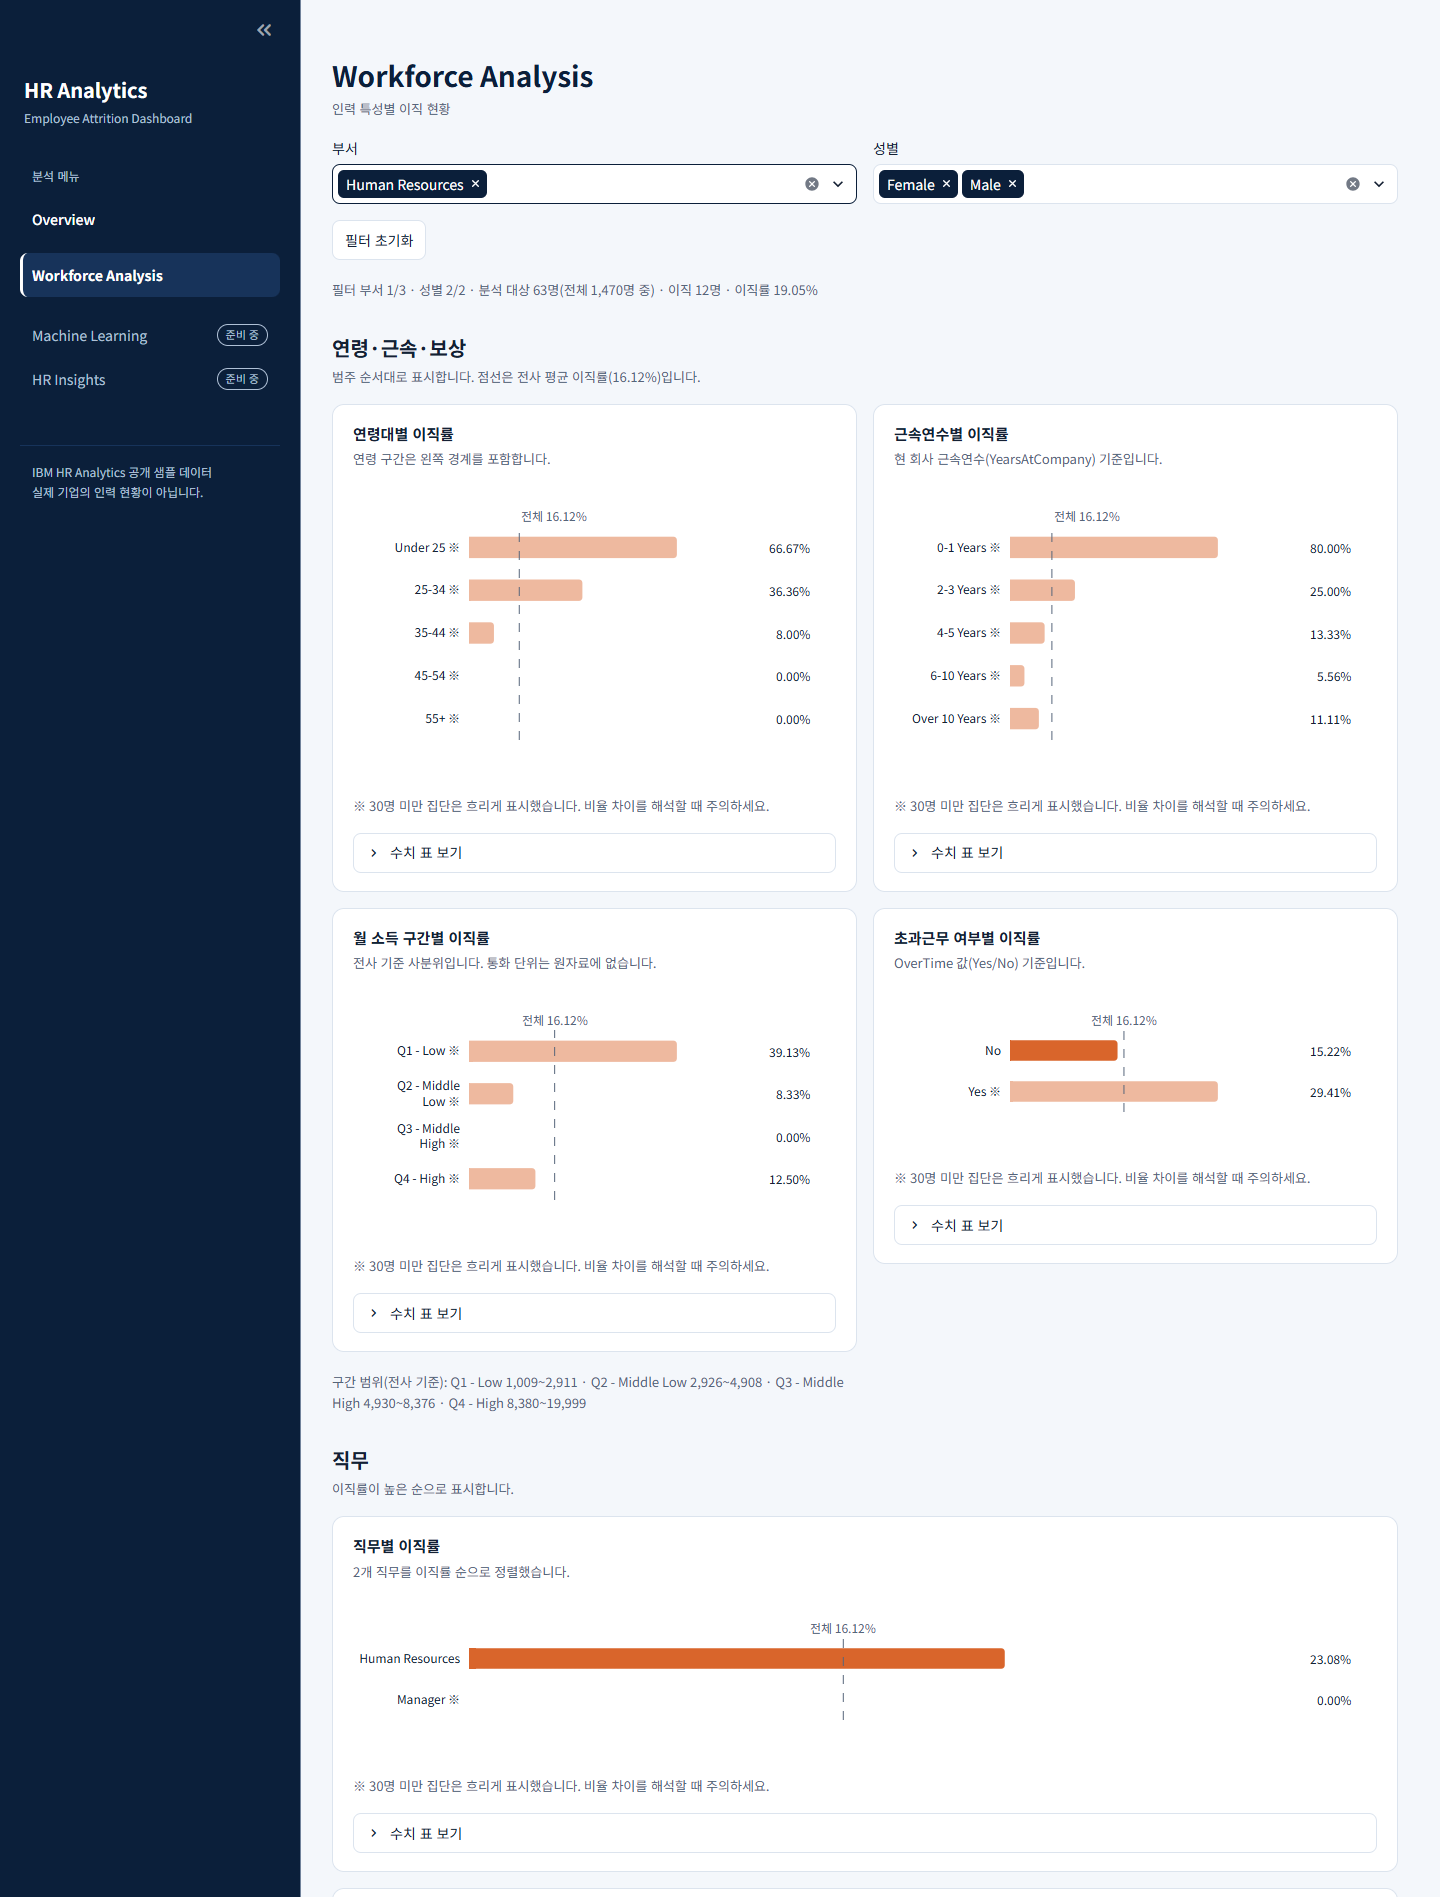 HR Analytics
Employee Attrition Dashboard
분석 메뉴
Overview
Workforce Analysis
Machine Learning
준비 중
HR Insights
준비 중
IBM HR Analytics 공개 샘플 데이터
실제 기업의 인력 현황이 아닙니다.
Workforce Analysis
인력 특성별 이직 현황
부서
Human Resources
성별
Female
Male
필터 초기화
필터 부서 1/3 · 성별 2/2 · 분석 대상 63명(전체 1,470명 중) · 이직 12명 · 이직률 19.05%
연령·근속·보상
범주 순서대로 표시합니다. 점선은 전사 평균 이직률(16.12%)입니다.
연령대별 이직률
연령 구간은 왼쪽 경계를 포함합니다.
전체 16.12%
Under 25 ※ 66.67%
25-34 ※ 36.36%
35-44 ※ 8.00%
45-54 ※ 0.00%
55+ ※ 0.00%
※ 30명 미만 집단은 흐리게 표시했습니다. 비율 차이를 해석할 때 주의하세요.
수치 표 보기
근속연수별 이직률
현 회사 근속연수(YearsAtCompany) 기준입니다.
전체 16.12%
0-1 Years ※ 80.00%
2-3 Years ※ 25.00%
4-5 Years ※ 13.33%
6-10 Years ※ 5.56%
Over 10 Years ※ 11.11%
※ 30명 미만 집단은 흐리게 표시했습니다. 비율 차이를 해석할 때 주의하세요.
수치 표 보기
월 소득 구간별 이직률
전사 기준 사분위입니다. 통화 단위는 원자료에 없습니다.
전체 16.12%
Q1 - Low ※ 39.13%
Q2 - Middle
Low ※ 8.33%
Q3 - Middle
High ※ 0.00%
Q4 - High ※ 12.50%
※ 30명 미만 집단은 흐리게 표시했습니다. 비율 차이를 해석할 때 주의하세요.
수치 표 보기
초과근무 여부별 이직률
OverTime 값(Yes/No) 기준입니다.
전체 16.12%
No 15.22%
Yes ※ 29.41%
※ 30명 미만 집단은 흐리게 표시했습니다. 비율 차이를 해석할 때 주의하세요.
수치 표 보기
구간 범위(전사 기준): Q1 - Low 1,009~2,911 · Q2 - Middle Low 2,926~4,908 · Q3 - Middle
High 4,930~8,376 · Q4 - High 8,380~19,999
직무
이직률이 높은 순으로 표시합니다.
직무별 이직률
2개 직무를 이직률 순으로 정렬했습니다.
전체 16.12%
Human Resources 23.08%
Manager ※ 0.00%
※ 30명 미만 집단은 흐리게 표시했습니다. 비율 차이를 해석할 때 주의하세요.
수치 표 보기